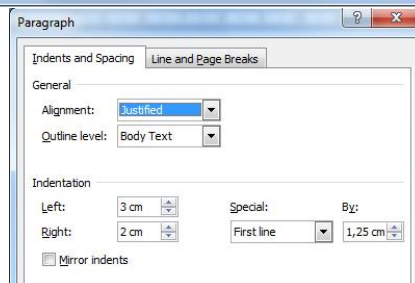 Paragraph
Indents and Spacing Line and Page Breaks
General
Alignment: Justified
Outline level: Body Text
Indentation
Left: 3 cm Special: By:
Right: 2 cm First line 1,25 cm
Mirror indents